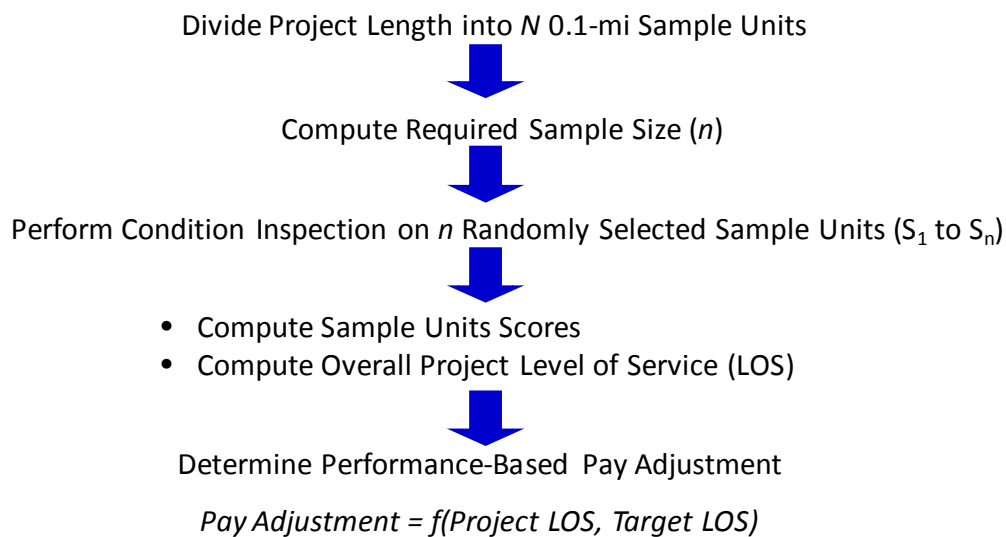 Divide Project Length into N 0.1-mi Sample Units
Compute Required Sample Size (n)
Perform Condition Inspection on n Randomly Selected Sample Units (S₁ to Sₙ)
• Compute Sample Units Scores
• Compute Overall Project Level of Service (LOS)
Determine Performance-Based Pay Adjustment
Pay Adjustment = f(Project LOS, Target LOS)